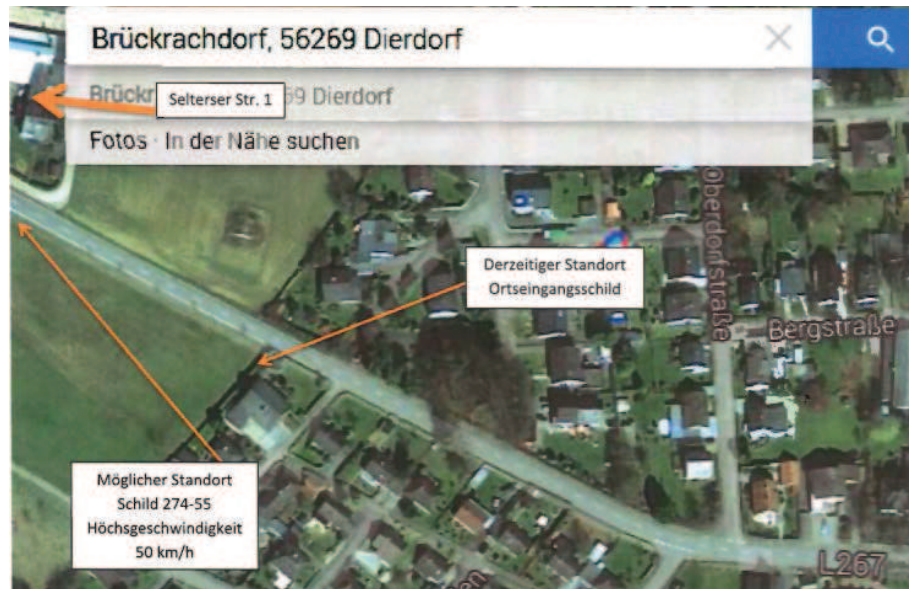 Brückrachdorf, 56269 Dierdorf
Brückr
69 Dierdorf
Selterser Str. 1
Fotos · In der Nähe suchen
Oberdorfstraße
Derzeitiger Standort
Ortseingangsschild
Bergstraße
Möglicher Standort
Schild 274-55
Höchsgeschwindigkeit
50 km/h
L267